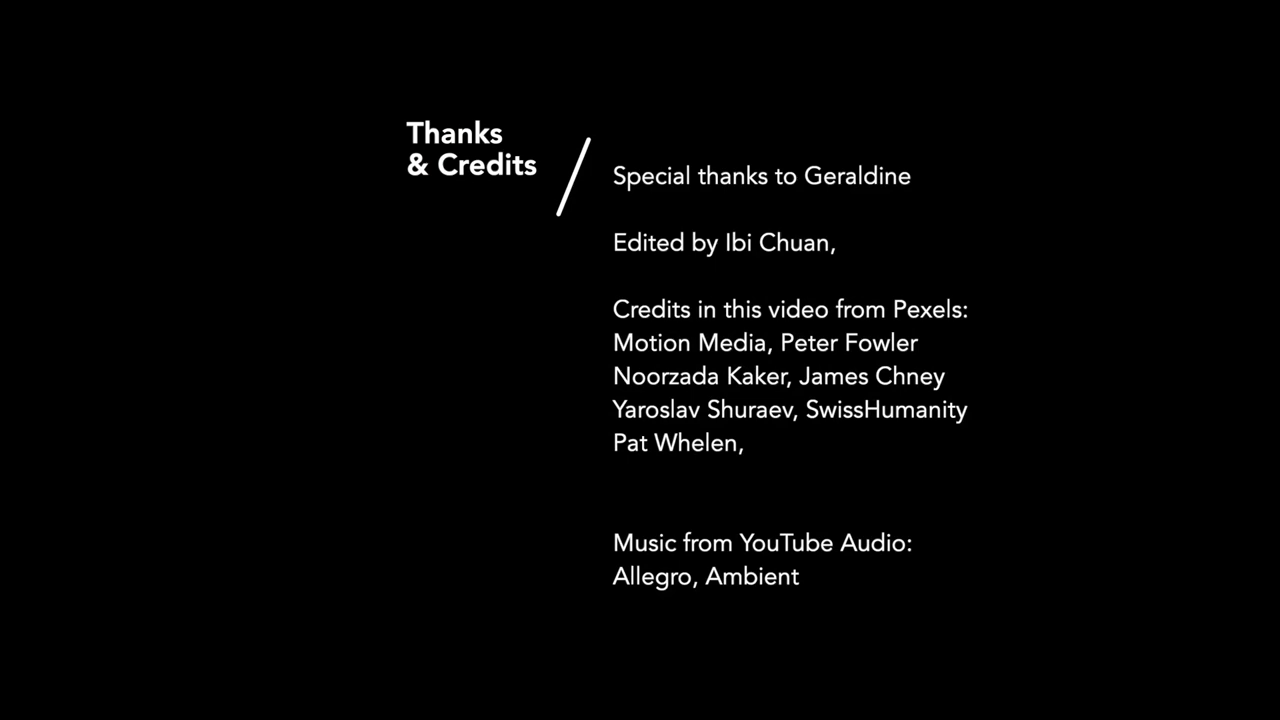 Thanks
& Credits
Special thanks to Geraldine
Edited by Ibi Chuan,
Credits in this video from Pexels:
Motion Media, Peter Fowler
Noorzada Kaker, James Chney
Yaroslav Shuraev, SwissHumanity
Pat Whelen,
Music from YouTube Audio:
Allegro, Ambient